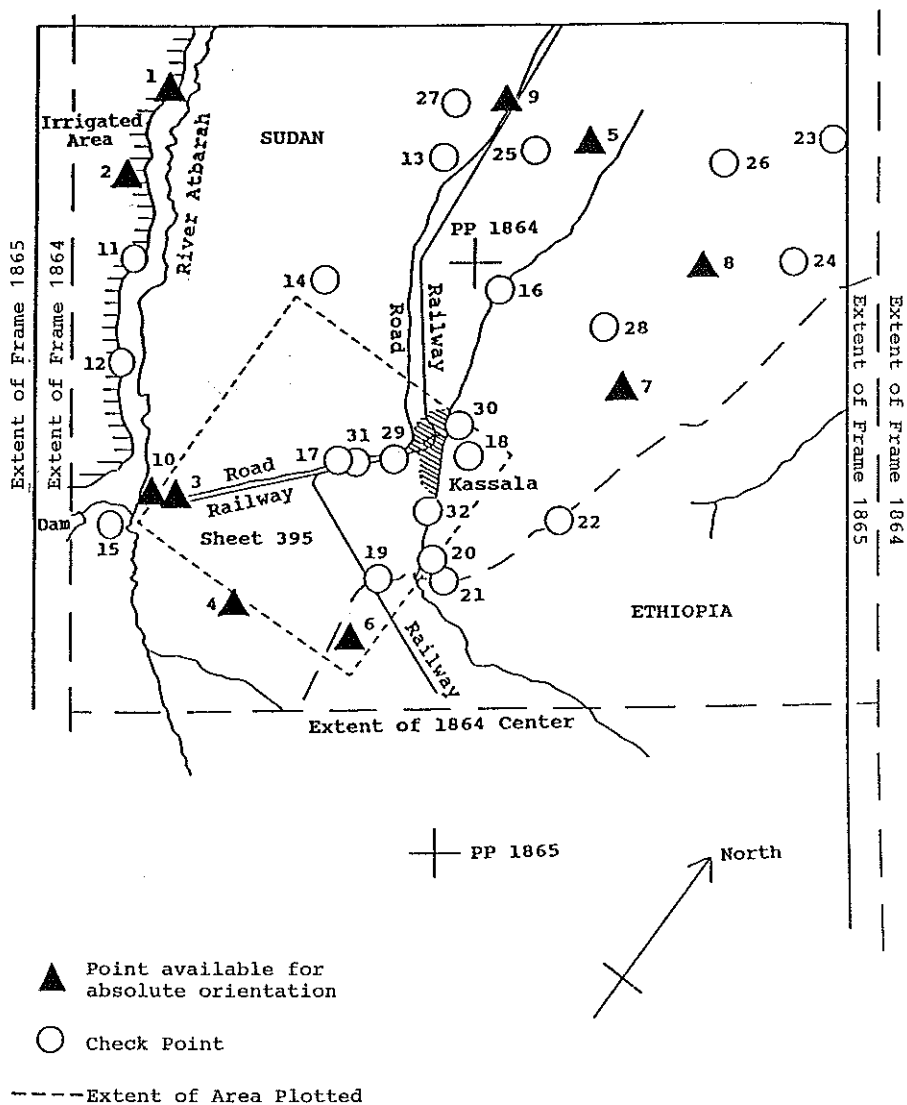 1
27
9
Irrigated
Area
SUDAN
13
25
5
23
26
2
River Atbarah
PP 1864
11
14
16
8
24
Road
Railway
28
12
7
Extent of Frame 1865
Extent of Frame 1864
Extent of Frame 1865
Extent of Frame 1864
30
17
31
29
18
10
3
Road
Railway
Kassala
Dam
15
Sheet 395
32
22
19
20
21
4
6
Railway
ETHIOPIA
Extent of 1864 Center
PP 1865
North
Point available for
absolute orientation
Check Point
Extent of Area Plotted